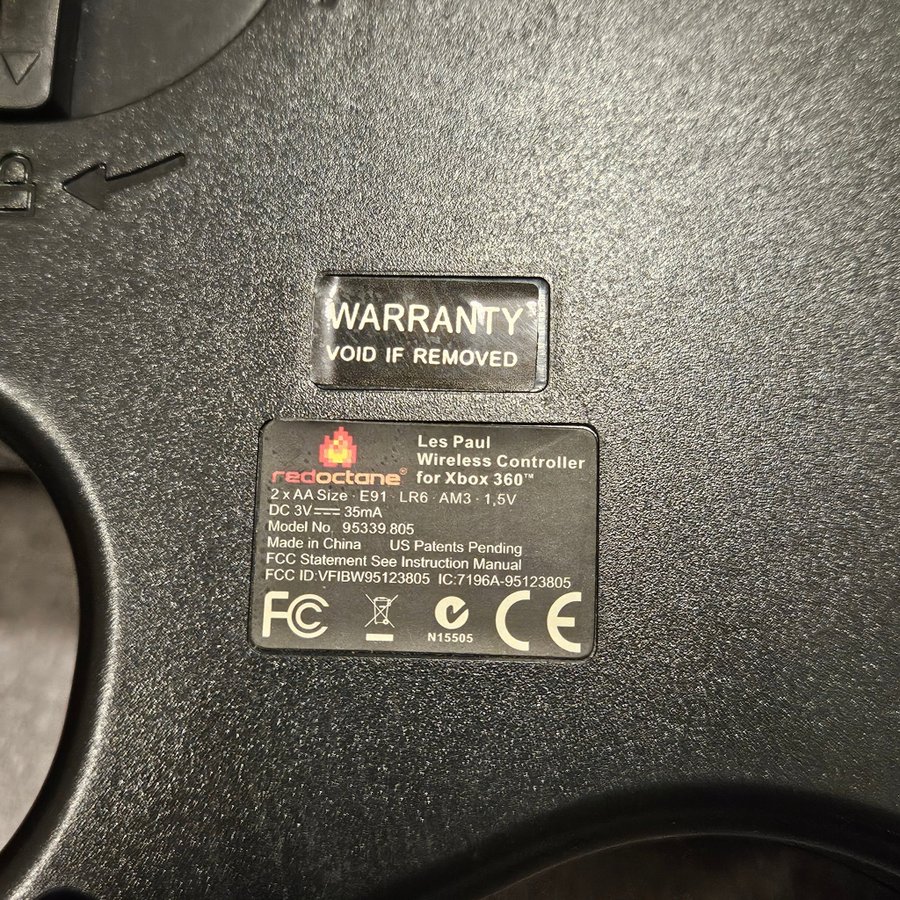 WARRANTY
VOID IF REMOVED
redoctane®
Les Paul
Wireless Controller
for Xbox 360™
2 x AA Size · E91 · LR6 · AM3 · 1,5V
DC 3V⎓ 35mA
Model No. 95339.805
Made in China US Patents Pending
FCC Statement See Instruction Manual
FCC ID:VFIBW95123805 IC:7196A-95123805
FC CE
N15505